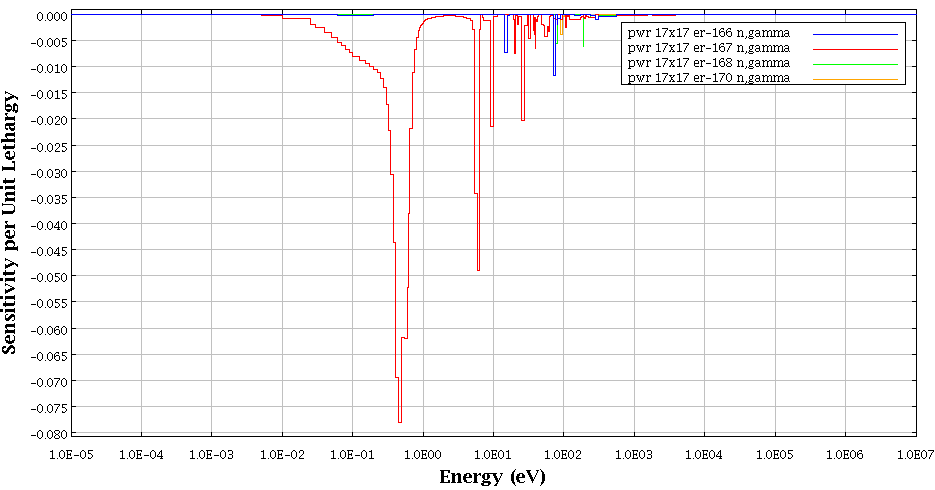 0.000
-0.005
-0.010
-0.015
-0.020
-0.025
-0.030
-0.035
-0.040
-0.045
-0.050
-0.055
-0.060
-0.065
-0.070
-0.075
-0.080
Sensitivity per Unit Lethargy
pwr 17x17 er-166 n,gamma
pwr 17x17 er-167 n,gamma
pwr 17x17 er-168 n,gamma
pwr 17x17 er-170 n,gamma
1.0E-05 1.0E-04 1.0E-03 1.0E-02 1.0E-01 1.0E00 1.0E01 1.0E02 1.0E03 1.0E04 1.0E05 1.0E06 1.0E07
Energy (eV)